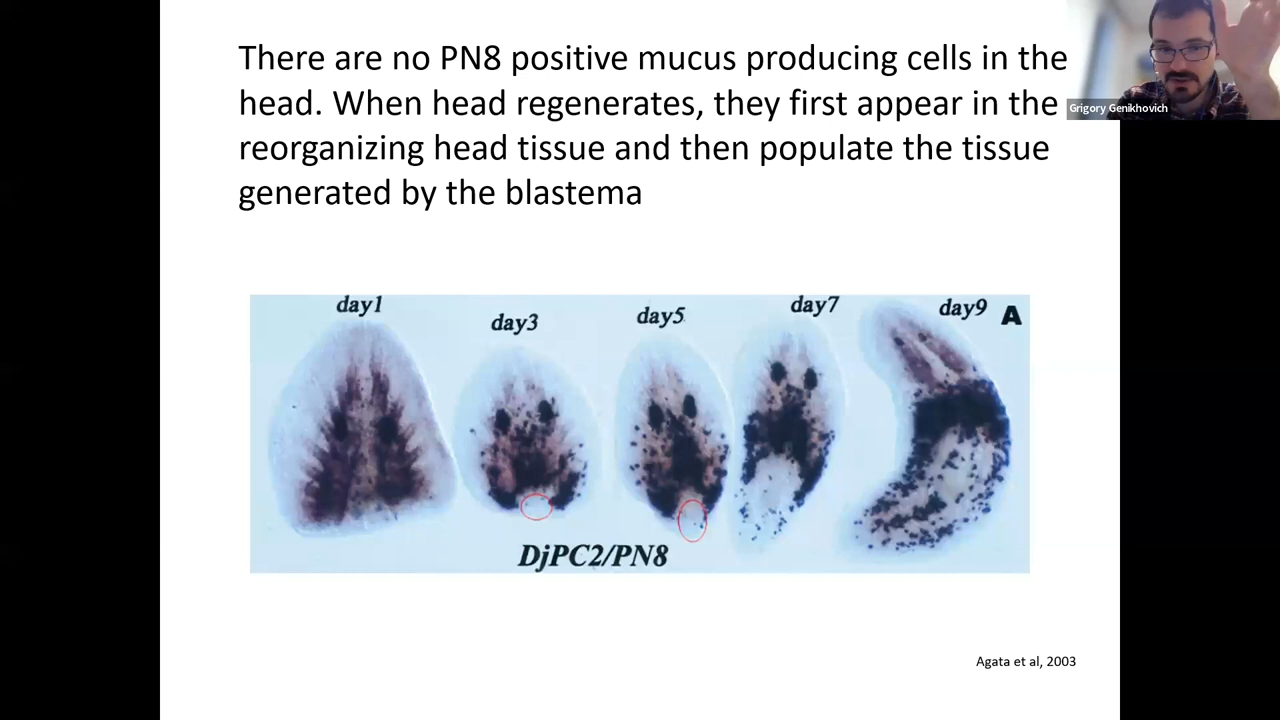 There are no PN8 positive mucus producing cells in the
head. When head regenerates, they first appear in the
reorganizing head tissue and then populate the tissue
generated by the blastema
Grigory Genikhovich
day1
day3
day5
day7
day9
A
DjPC2/PN8
Agata et al, 2003